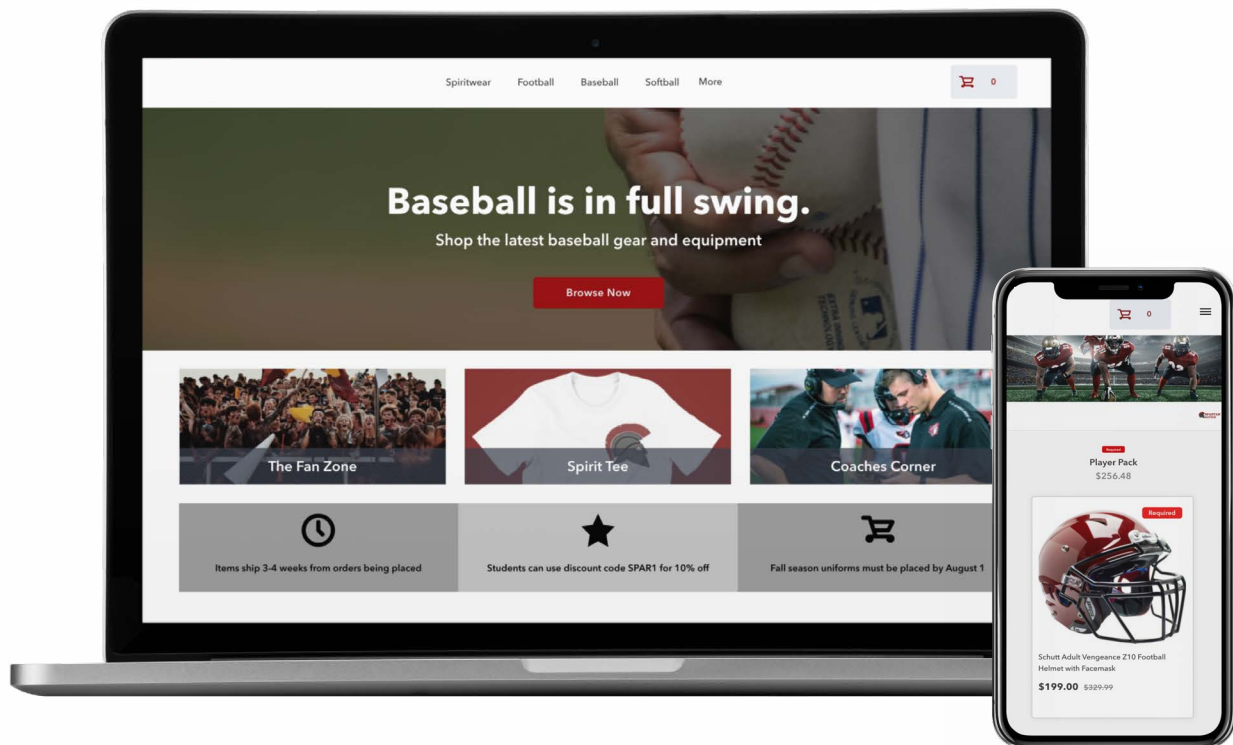 Spiritwear Football Baseball Softball More
0
Baseball is in full swing.
Shop the latest baseball gear and equipment
Browse Now
The Fan Zone
Spirit Tee
Coaches Corner
Items ship 3-4 weeks from orders being placed
Students can use discount code SPAR1 for 10% off
Fall season uniforms must be placed by August 1
0
Required
Player Pack
$256.48
Required
Schutt Adult Vengeance Z10 Football
Helmet with Facemask
$199.00 $329.99